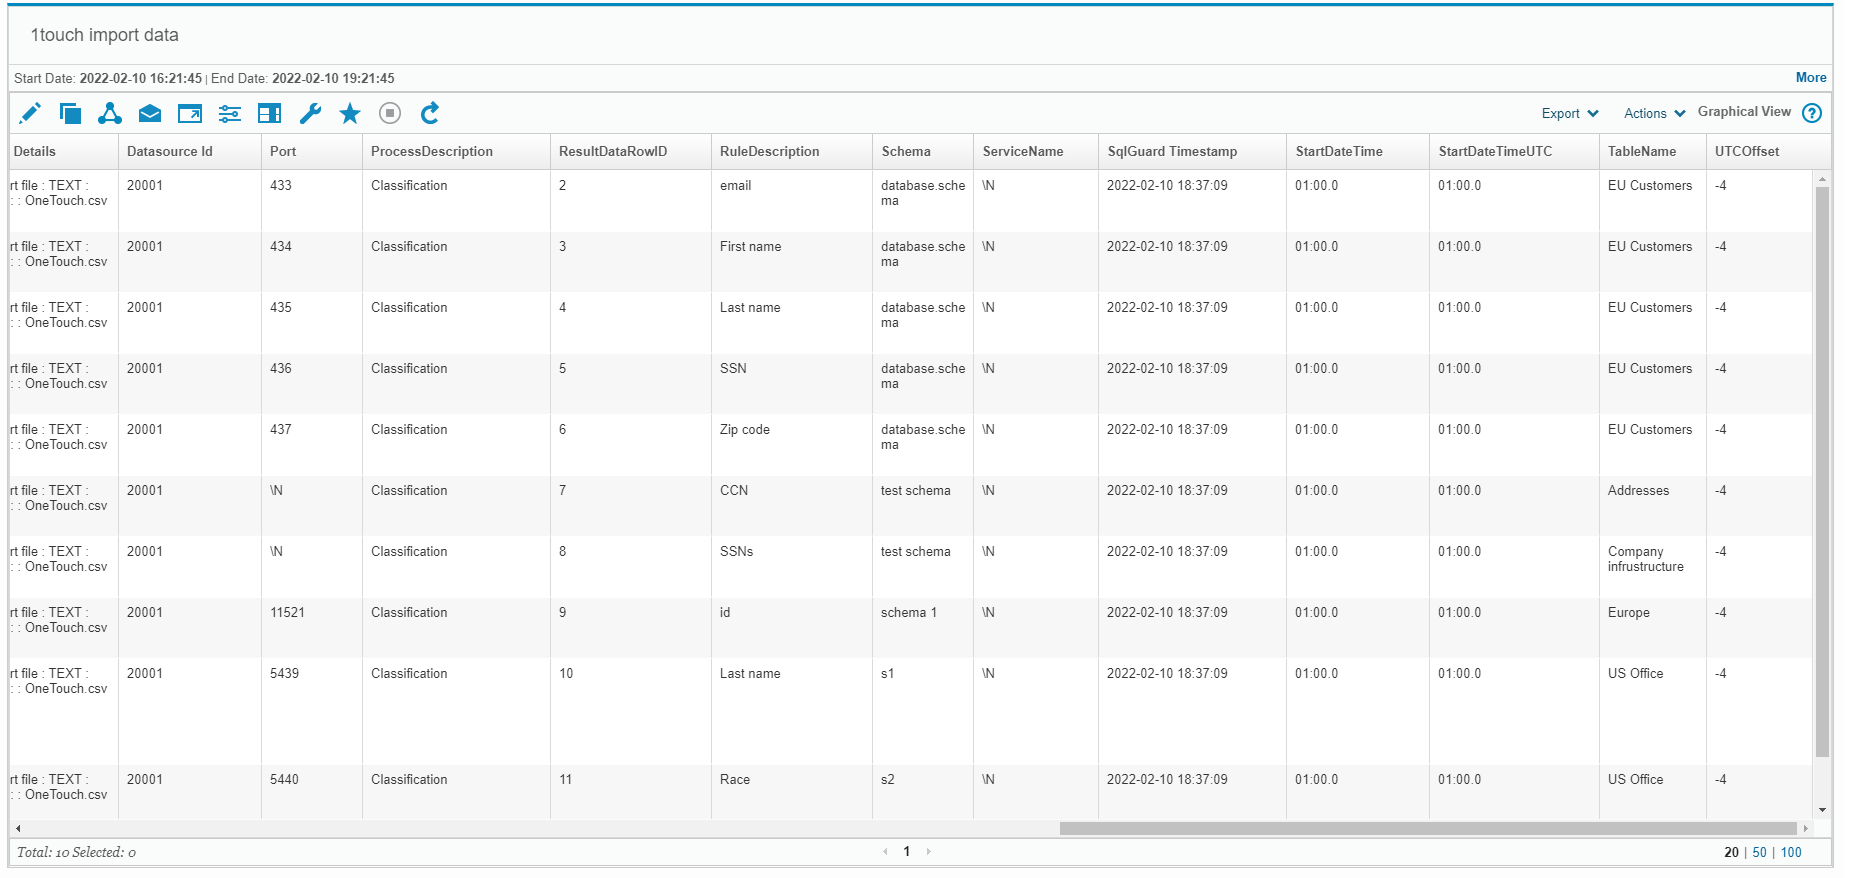 1touch import data
Start Date: 2022-02-10 16:21:45 | End Date: 2022-02-10 19:21:45 More
Export Actions Graphical View ?
Details Datasource Id Port ProcessDescription ResultDataRowID RuleDescription Schema ServiceName SqlGuard Timestamp StartDateTime StartDateTimeUTC TableName UTCOffset
rt file : TEXT : 20001 433 Classification 2 email database.sche \N 2022-02-10 18:37:09 01:00.0 01:00.0 EU Customers -4
: : OneTouch.csv ma
rt file : TEXT : 20001 434 Classification 3 First name database.sche \N 2022-02-10 18:37:09 01:00.0 01:00.0 EU Customers -4
: : OneTouch.csv ma
rt file : TEXT : 20001 435 Classification 4 Last name database.sche \N 2022-02-10 18:37:09 01:00.0 01:00.0 EU Customers -4
: : OneTouch.csv ma
rt file : TEXT : 20001 436 Classification 5 SSN database.sche \N 2022-02-10 18:37:09 01:00.0 01:00.0 EU Customers -4
: : OneTouch.csv ma
rt file : TEXT : 20001 437 Classification 6 Zip code database.sche \N 2022-02-10 18:37:09 01:00.0 01:00.0 EU Customers -4
: : OneTouch.csv ma
rt file : TEXT : 20001 \N Classification 7 CCN test schema \N 2022-02-10 18:37:09 01:00.0 01:00.0 Addresses -4
: : OneTouch.csv
rt file : TEXT : 20001 \N Classification 8 SSNs test schema \N 2022-02-10 18:37:09 01:00.0 01:00.0 Company -4
: : OneTouch.csv infrustructure
rt file : TEXT : 20001 11521 Classification 9 id schema 1 \N 2022-02-10 18:37:09 01:00.0 01:00.0 Europe -4
: : OneTouch.csv
rt file : TEXT : 20001 5439 Classification 10 Last name s1 \N 2022-02-10 18:37:09 01:00.0 01:00.0 US Office -4
: : OneTouch.csv
rt file : TEXT : 20001 5440 Classification 11 Race s2 \N 2022-02-10 18:37:09 01:00.0 01:00.0 US Office -4
: : OneTouch.csv
Total: 10 Selected: 0 1 20 | 50 | 100